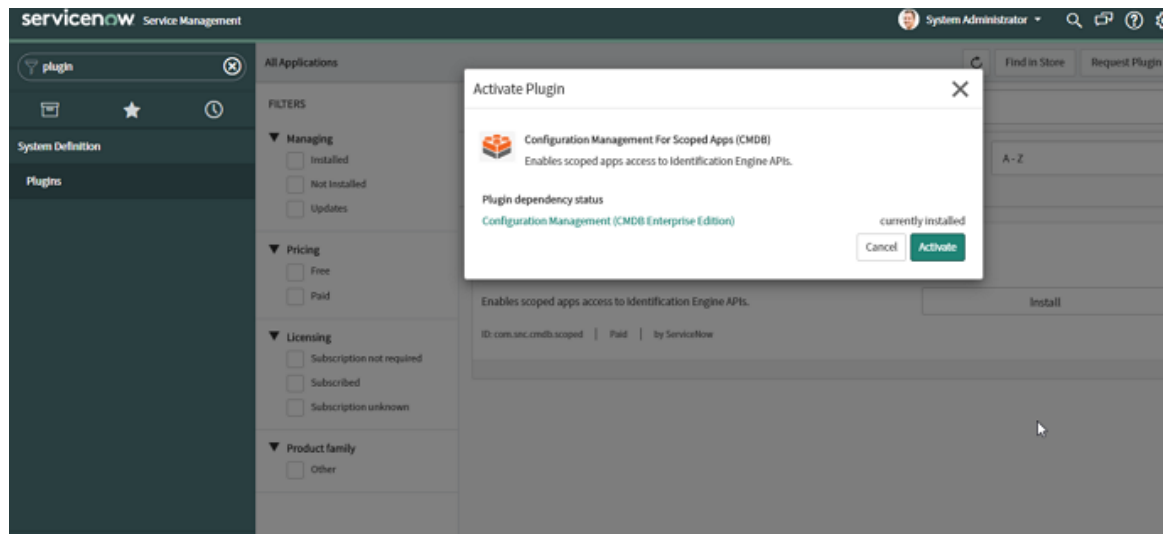 servicenow Service Management
System Administrator
plugin
System Definition
Plugins
All Applications
Find in Store
Request Plugin
FILTERS
Managing
Installed
Not Installed
Updates
Pricing
Free
Paid
Licensing
Subscription not required
Subscribed
Subscription unknown
Product family
Other
Activate Plugin
Configuration Management For Scoped Apps (CMDB)
Enables scoped apps access to Identification Engine APIs.
Plugin dependency status
Configuration Management (CMDB Enterprise Edition) currently installed
Cancel Activate
A - Z
Enables scoped apps access to Identification Engine APIs.
Install
ID: com.snc.cmdb.scoped | Paid | by ServiceNow